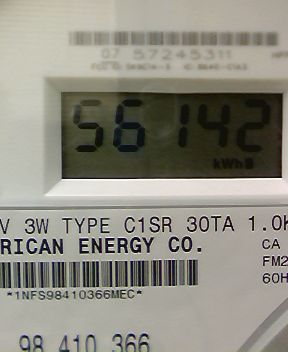 07 57245311
56142
kWh
V 3W TYPE C1SR 30TA 1.0K
RICAN ENERGY CO.
CA
FM2
60H
*1NFS98410366MEC*
98 410 366